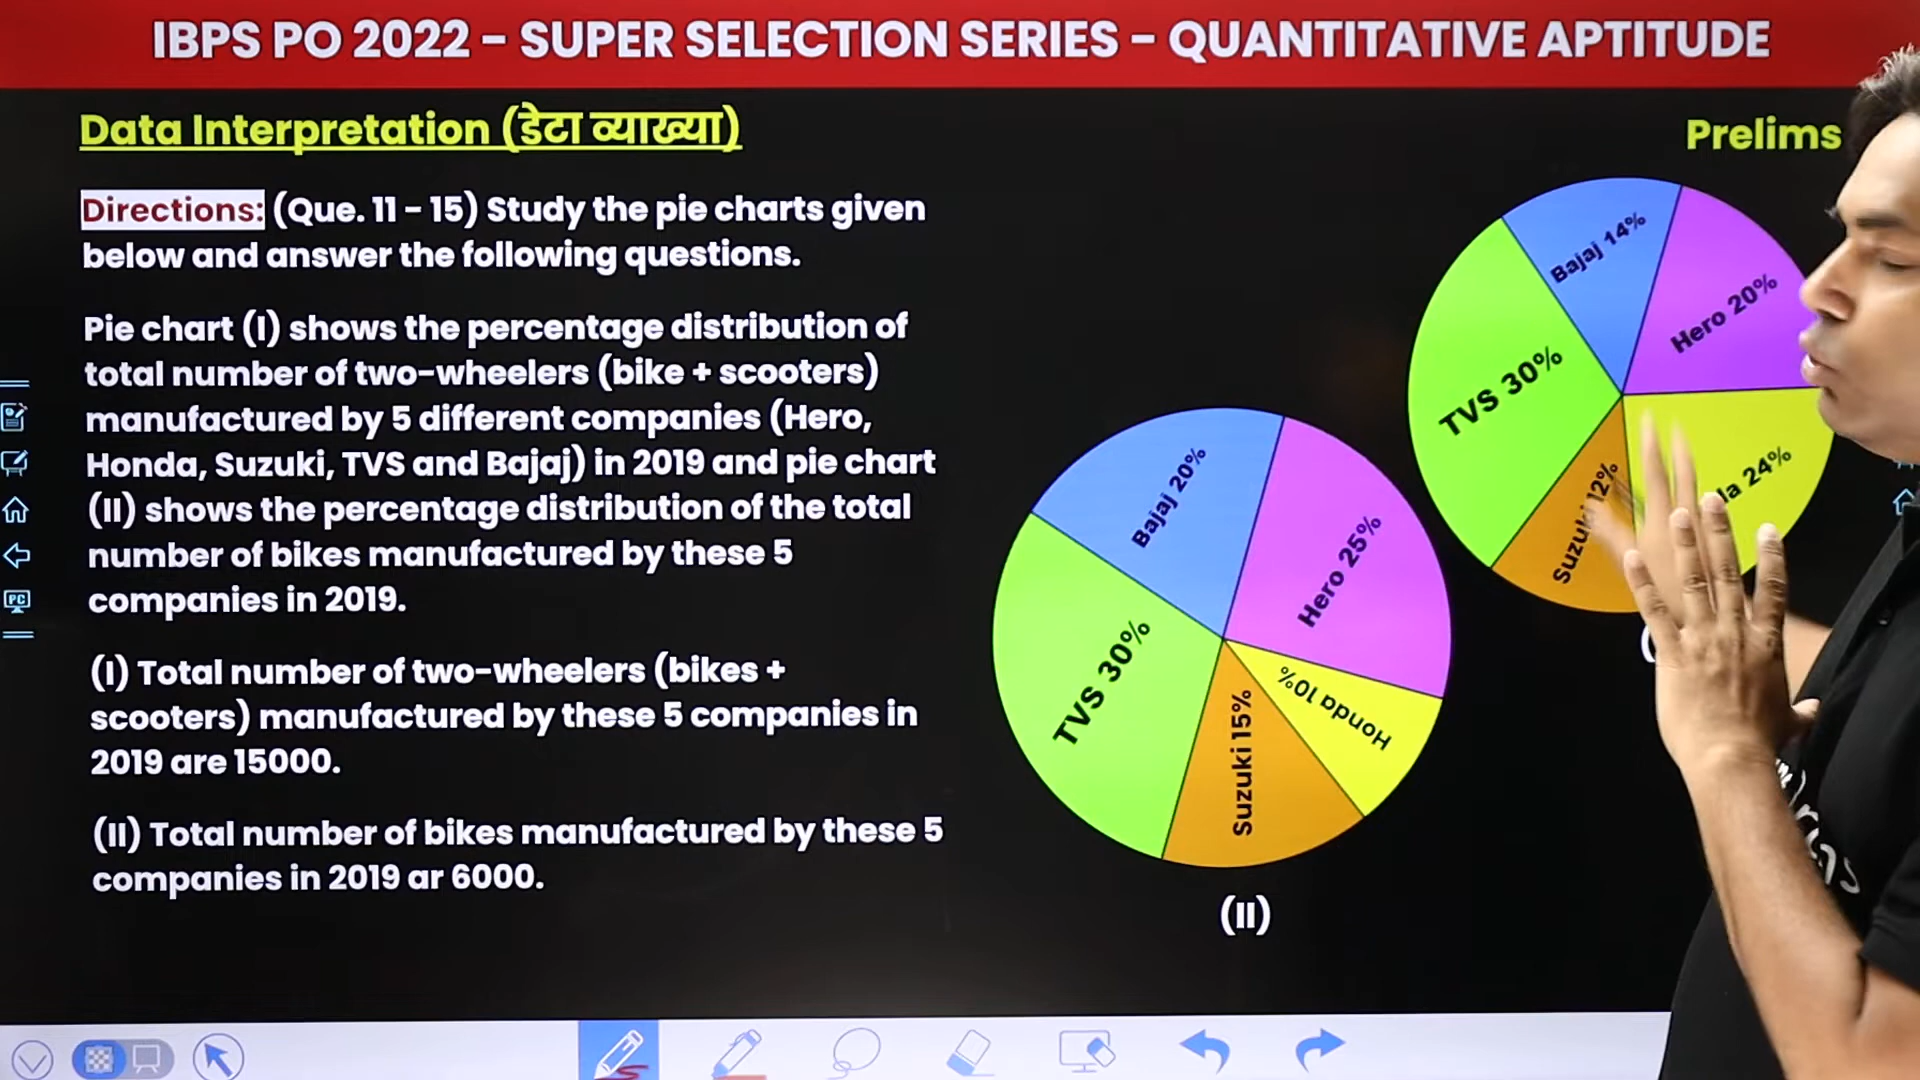 IBPS PO 2022 - SUPER SELECTION SERIES - QUANTITATIVE APTITUDE
Data Interpretation (डेटा व्याख्या)
Prelims
Directions: (Que. 11 - 15) Study the pie charts given
below and answer the following questions.
Pie chart (I) shows the percentage distribution of
total number of two-wheelers (bike + scooters)
manufactured by 5 different companies (Hero,
Honda, Suzuki, TVS and Bajaj) in 2019 and pie chart
(II) shows the percentage distribution of the total
number of bikes manufactured by these 5
companies in 2019.
(I) Total number of two-wheelers (bikes +
scooters) manufactured by these 5 companies in
2019 are 15000.
(II) Total number of bikes manufactured by these 5
companies in 2019 ar 6000.
Bajaj 14%
Hero 20%
TVS 30%
24%
12%
Bajaj 20%
Hero 25%
TVS 30%
Honda 10%
Suzuki 15%
(II)
PC